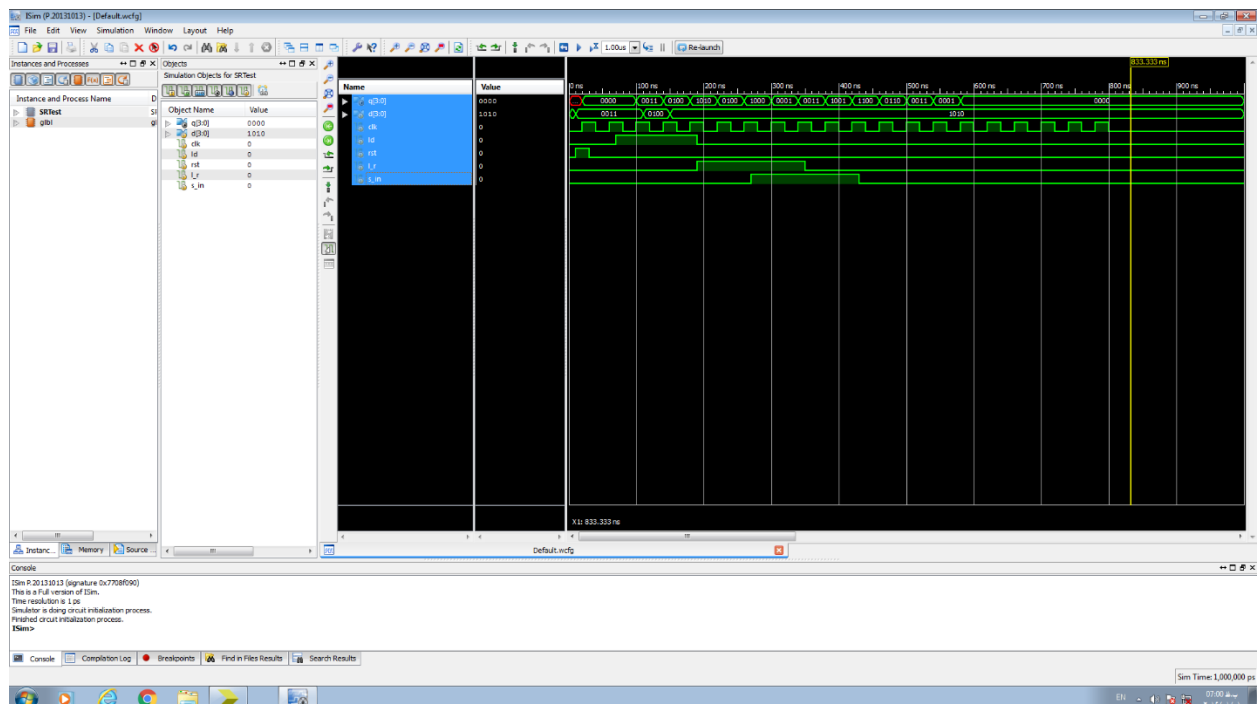 ISim (P.20131013) - [Default.wcfg]
File Edit View Simulation Window Layout Help
1.00us Re-launch
Instances and Processes
Instance and Process Name D
SRTest S
glbl gl
Objects
Simulation Objects for SRTest
Object Name Value
q[3:0] 0000
d[3:0] 1010
clk 0
ld 0
rst 0
l_r 0
s_in 0
Name Value
q[3:0] 0000
d[3:0] 1010
clk 0
ld 0
rst 0
l_r 0
s_in 0
833.333 ns
0 ns 100 ns 200 ns 300 ns 400 ns 500 ns 600 ns 700 ns 800 ns 900 ns
0000 0011 0100 1010 0100 1000 0001 0011 1001 1100 0110 0011 0001 0000
0011 0100 1010
X1: 833.333 ns
Instanc... Memory Source ...
Default.wcfg
Console
ISim P.20131013 (signature 0x7708f090)
This is a Full version of ISim.
Time resolution is 1 ps
Simulator is doing circuit initialization process.
Finished circuit initialization process.
ISim>
Console Compilation Log Breakpoints Find in Files Results Search Results
Sim Time: 1,000,000 ps
EN 07:00